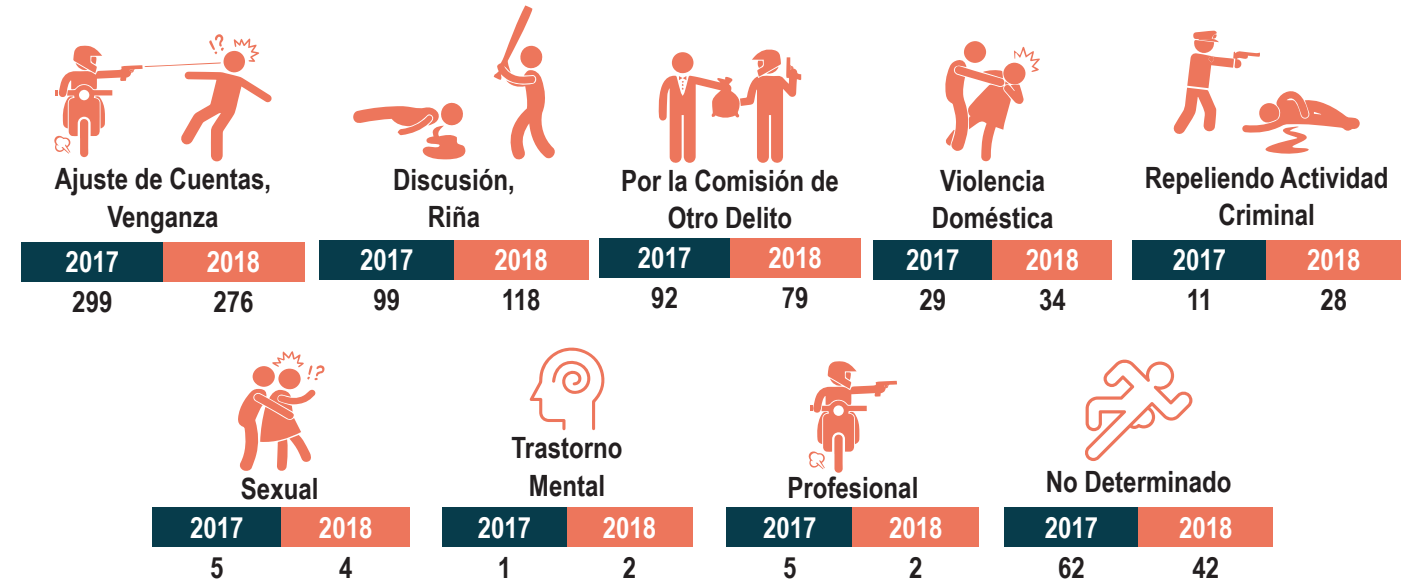 !?
Ajuste de Cuentas,
Venganza
2017 2018
299 276
Discusión,
Riña
2017 2018
99 118
Por la Comisión de
Otro Delito
2017 2018
92 79
Violencia
Doméstica
2017 2018
29 34
Repeliendo Actividad
Criminal
2017 2018
11 28
!?
Sexual
2017 2018
5 4
Trastorno
Mental
2017 2018
1 2
Profesional
2017 2018
5 2
No Determinado
2017 2018
62 42